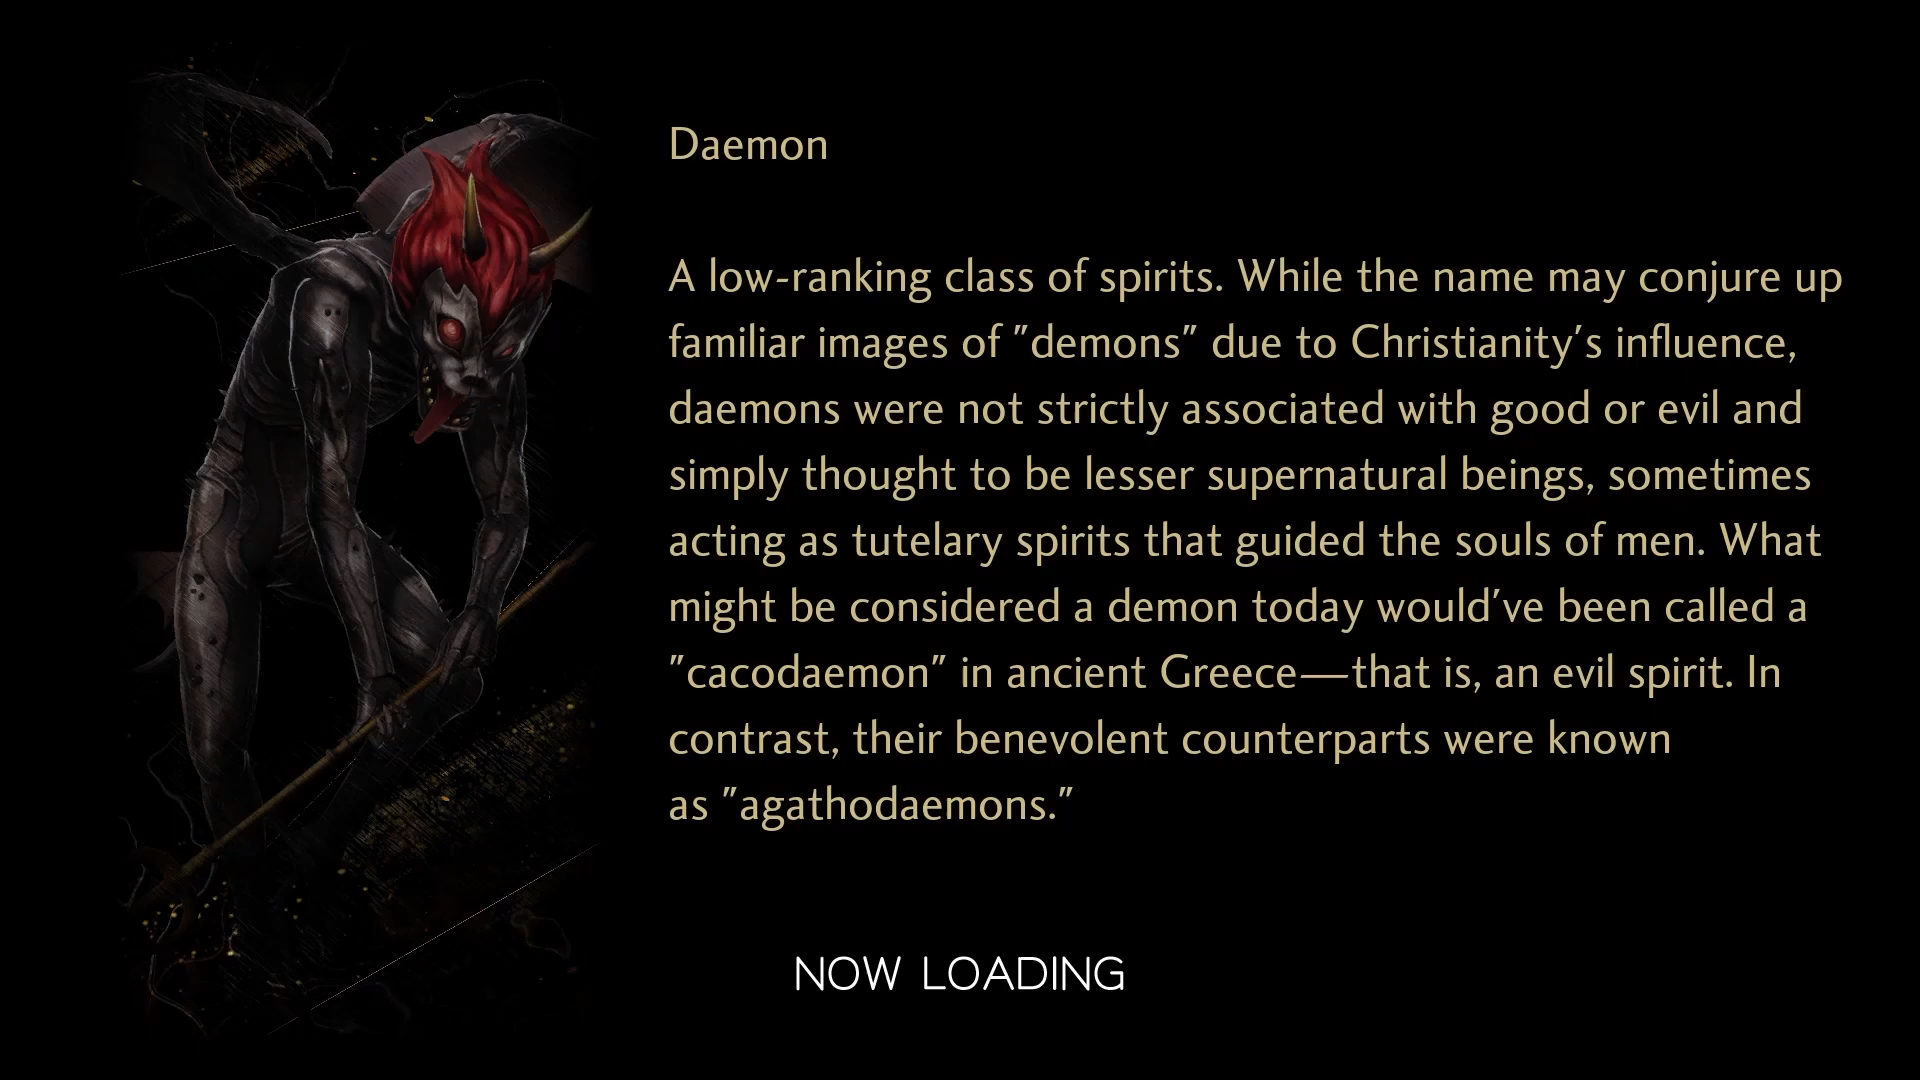 Daemon
A low-ranking class of spirits. While the name may conjure up
familiar images of "demons" due to Christianity's influence,
daemons were not strictly associated with good or evil and
simply thought to be lesser supernatural beings, sometimes
acting as tutelary spirits that guided the souls of men. What
might be considered a demon today would've been called a
"cacodaemon" in ancient Greece—that is, an evil spirit. In
contrast, their benevolent counterparts were known
as "agathodaemons."
NOW LOADING